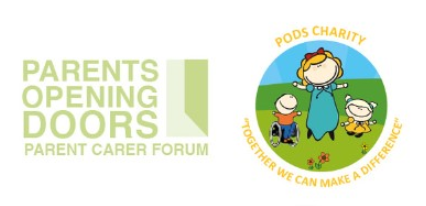 PARENTS
OPENING
DOORS
PARENT CARER FORUM
PODS CHARITY
"TOGETHER WE CAN MAKE A DIFFERENCE"